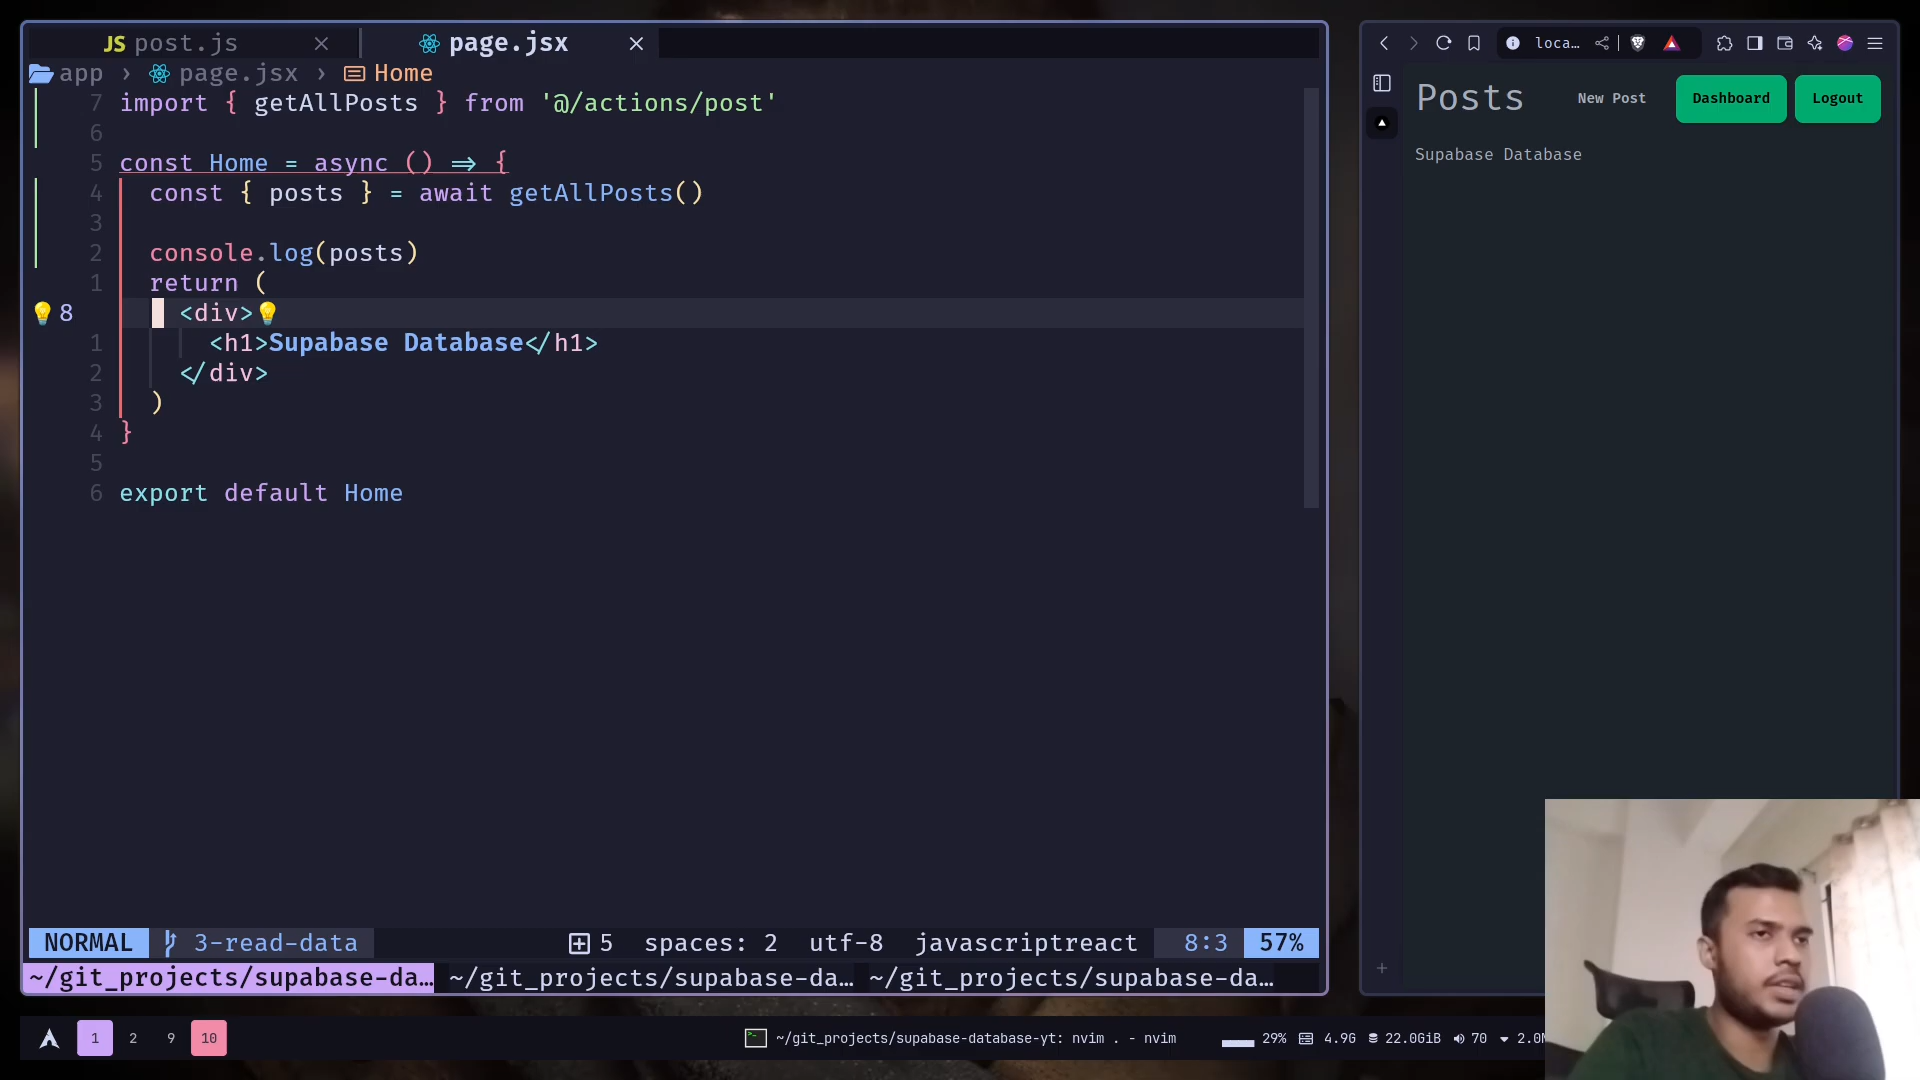 JS post.js × page.jsx ×
app › page.jsx › Home
7 import { getAllPosts } from '@/actions/post'
6
5 const Home = async () => {
4 const { posts } = await getAllPosts()
3
2 console.log(posts)
1 return (
8 <div>
1 <h1>Supabase Database</h1>
2 </div>
3 )
4 }
5
6 export default Home
NORMAL 3-read-data 5 spaces: 2 utf-8 javascriptreact 8:3 57%
~/git_projects/supabase-da… ~/git_projects/supabase-da… ~/git_projects/supabase-da…
loca…
Posts New Post Dashboard Logout
Supabase Database
1 2 9 10 ~/git_projects/supabase-database-yt: nvim . - nvim 29% 4.9G 22.0GiB 70 2.0M